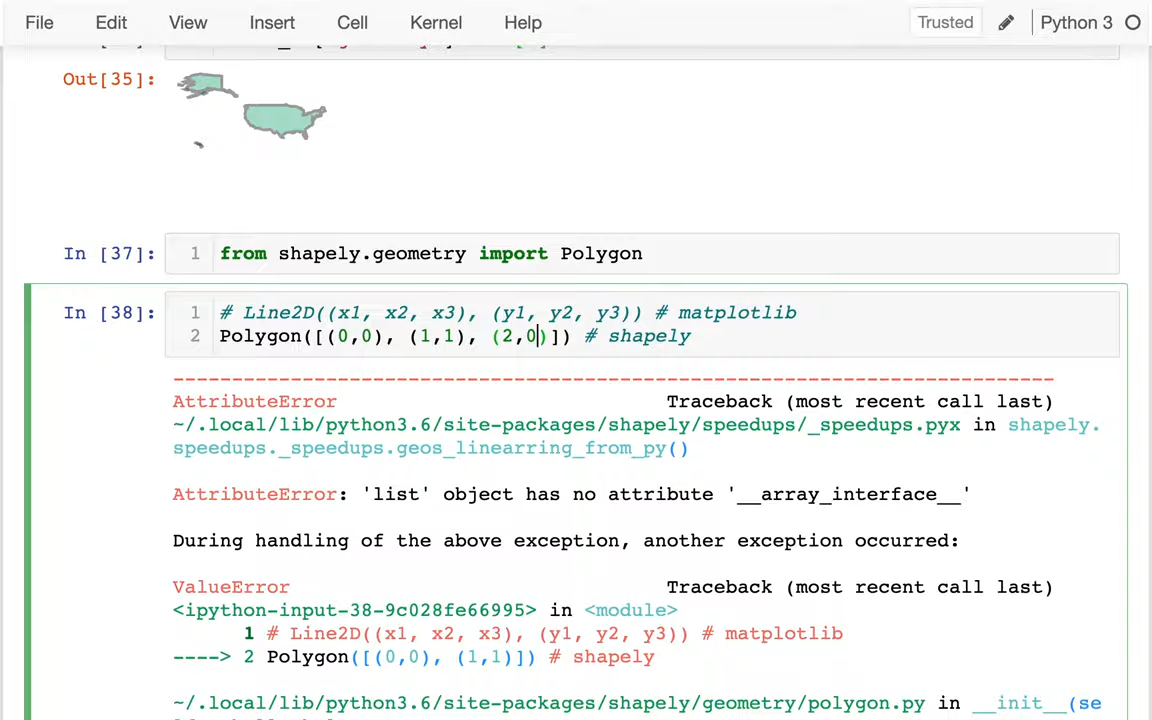 File Edit View Insert Cell Kernel Help Trusted Python 3
Out[35]:
In [37]: 1 from shapely.geometry import Polygon
In [38]: 1 # Line2D((x1, x2, x3), (y1, y2, y3)) # matplotlib
2 Polygon([(0,0), (1,1), (2,0)]) # shapely
---------------------------------------------------------------------------
AttributeError Traceback (most recent call last)
~/.local/lib/python3.6/site-packages/shapely/speedups/_speedups.pyx in shapely.
speedups._speedups.geos_linearring_from_py()
AttributeError: 'list' object has no attribute '__array_interface__'
During handling of the above exception, another exception occurred:
ValueError Traceback (most recent call last)
<ipython-input-38-9c028fe66995> in <module>
1 # Line2D((x1, x2, x3), (y1, y2, y3)) # matplotlib
----> 2 Polygon([(0,0), (1,1)]) # shapely
~/.local/lib/python3.6/site-packages/shapely/geometry/polygon.py in __init__(se